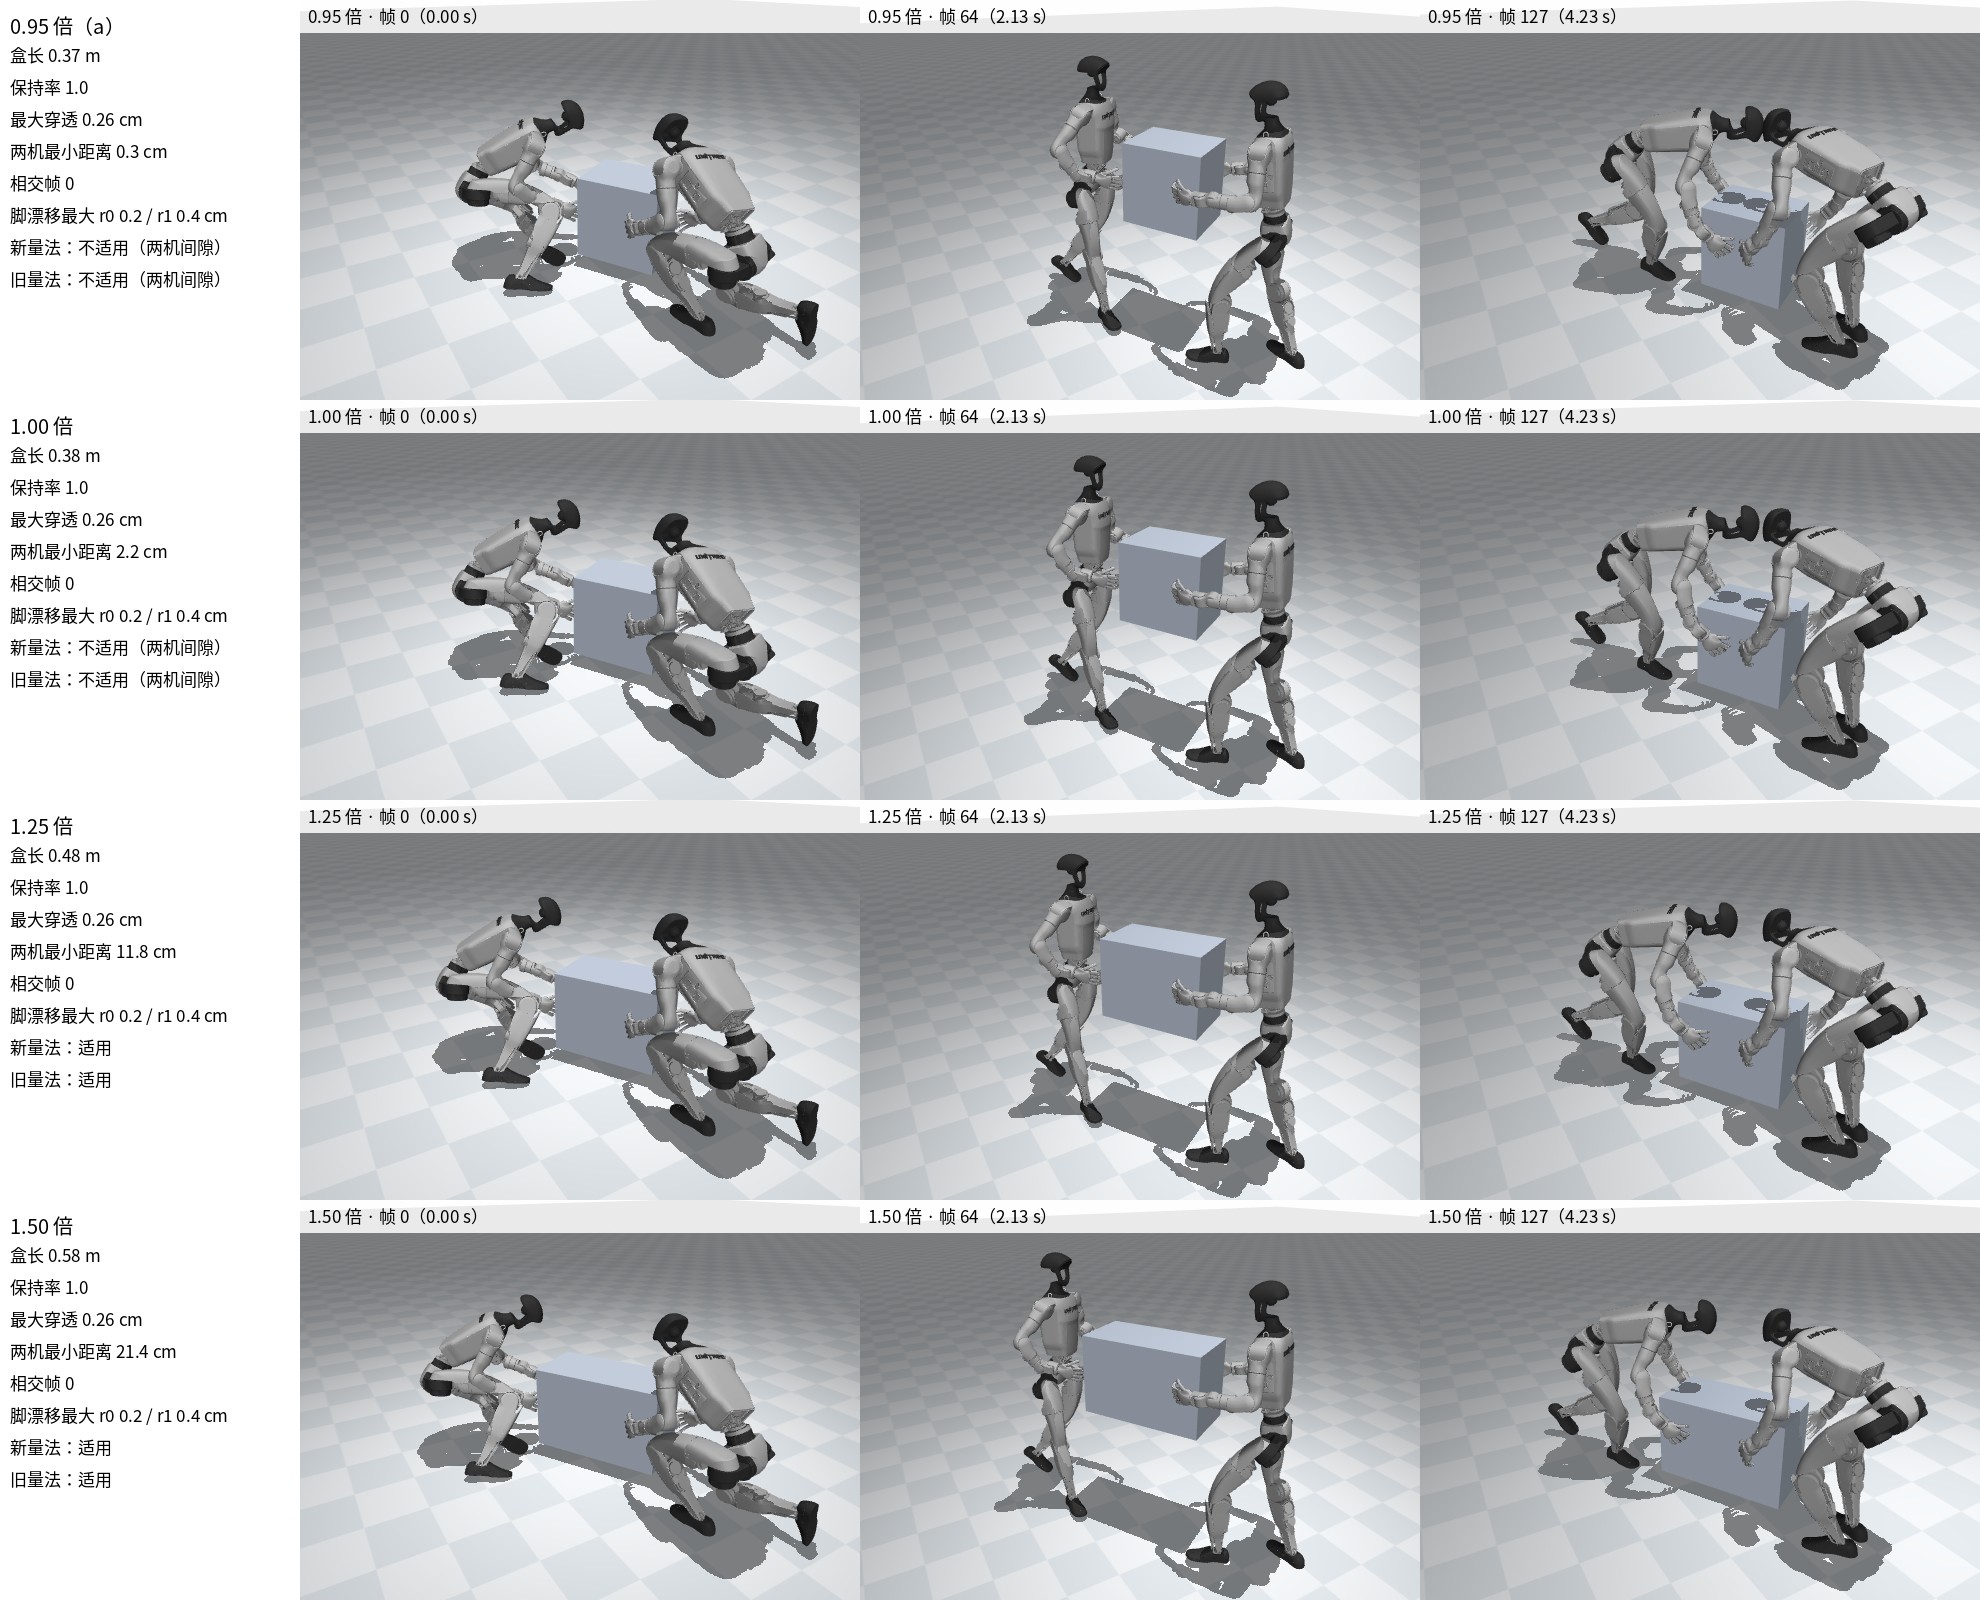 0.95 倍（a）
盒长 0.37 m
保持率 1.0
最大穿透 0.26 cm
两机最小距离 0.3 cm
相交帧 0
脚漂移最大 r0 0.2 / r1 0.4 cm
新量法：不适用（两机间隙）
旧量法：不适用（两机间隙）
0.95 倍 · 帧 0（0.00 s）
0.95 倍 · 帧 64（2.13 s）
0.95 倍 · 帧 127（4.23 s）
1.00 倍
盒长 0.38 m
保持率 1.0
最大穿透 0.26 cm
两机最小距离 2.2 cm
相交帧 0
脚漂移最大 r0 0.2 / r1 0.4 cm
新量法：不适用（两机间隙）
旧量法：不适用（两机间隙）
1.00 倍 · 帧 0（0.00 s）
1.00 倍 · 帧 64（2.13 s）
1.00 倍 · 帧 127（4.23 s）
1.25 倍
盒长 0.48 m
保持率 1.0
最大穿透 0.26 cm
两机最小距离 11.8 cm
相交帧 0
脚漂移最大 r0 0.2 / r1 0.4 cm
新量法：适用
旧量法：适用
1.25 倍 · 帧 0（0.00 s）
1.25 倍 · 帧 64（2.13 s）
1.25 倍 · 帧 127（4.23 s）
1.50 倍
盒长 0.58 m
保持率 1.0
最大穿透 0.26 cm
两机最小距离 21.4 cm
相交帧 0
脚漂移最大 r0 0.2 / r1 0.4 cm
新量法：适用
旧量法：适用
1.50 倍 · 帧 0（0.00 s）
1.50 倍 · 帧 64（2.13 s）
1.50 倍 · 帧 127（4.23 s）